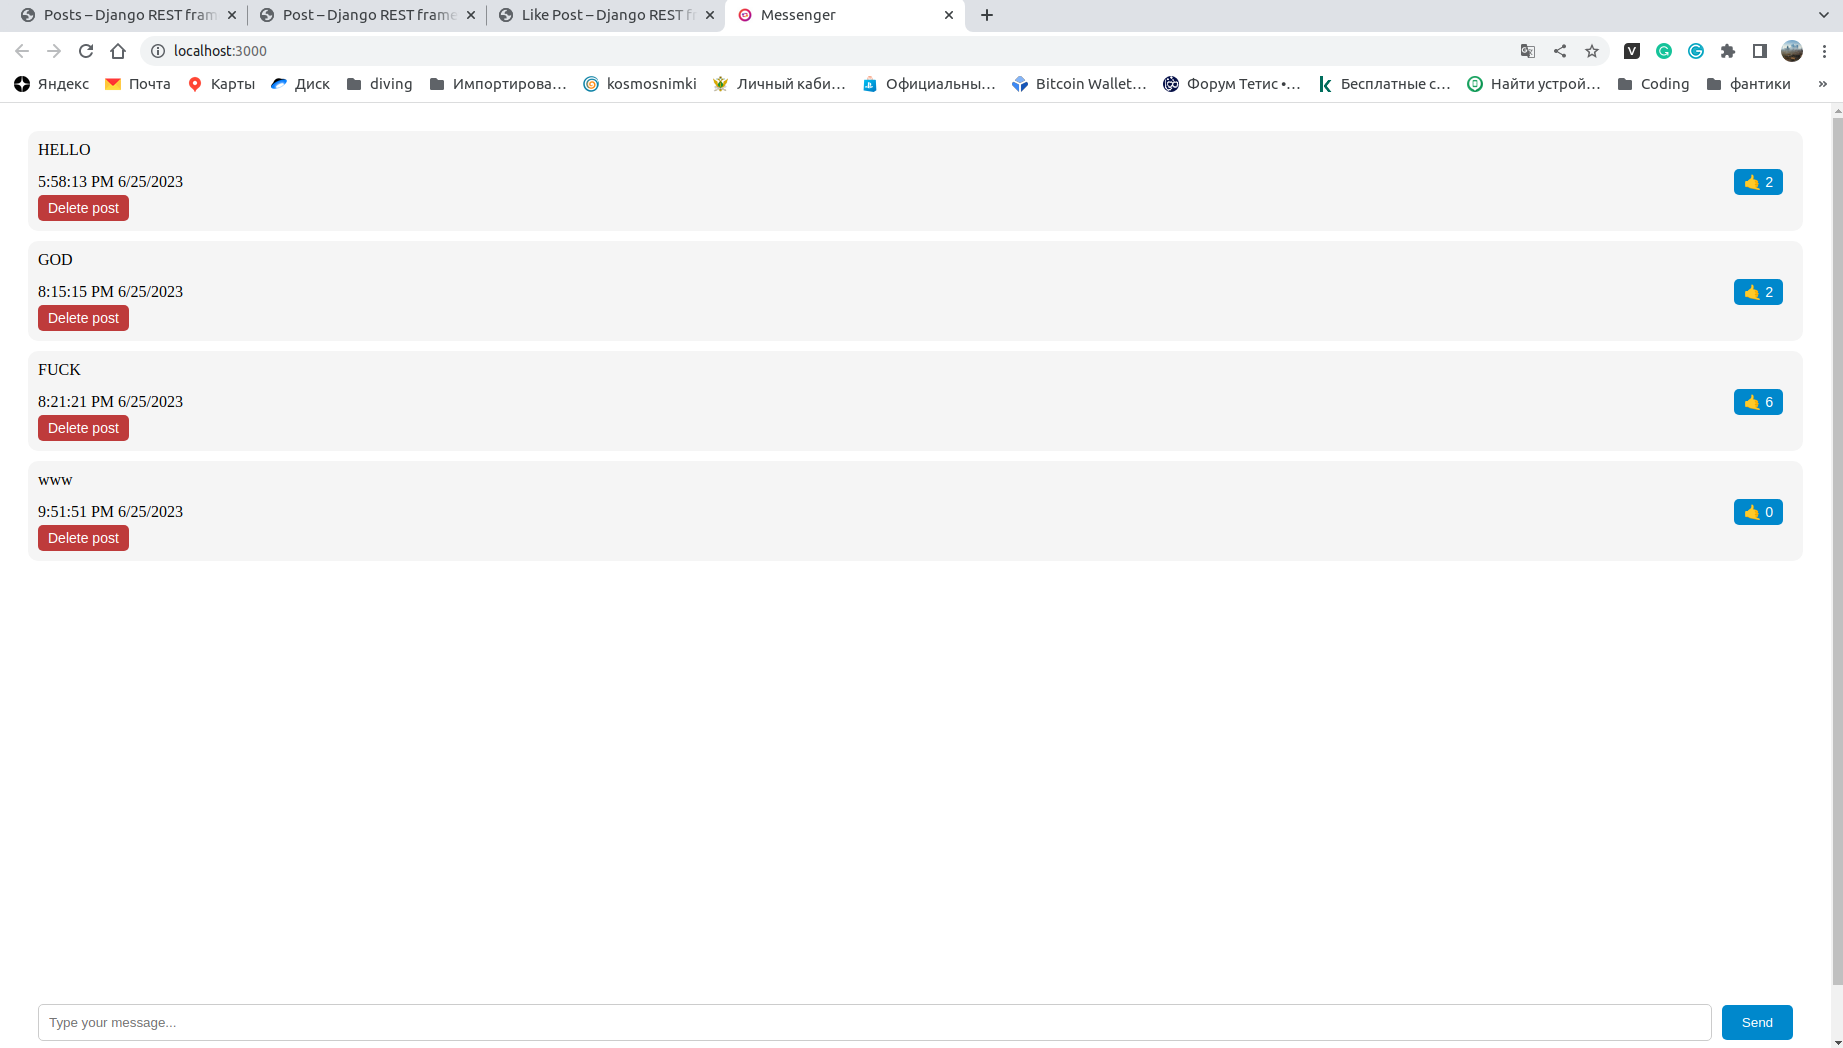 Posts – Django REST fram
Post – Django REST frame
Like Post – Django REST f
Messenger
localhost:3000
Яндекс
Почта
Карты
Диск
diving
Импортирова…
kosmosnimki
Личный каби…
Официальны…
Bitcoin Wallet…
Форум Тетис •…
Бесплатные с…
Найти устрой…
Coding
фантики
»
HELLO
5:58:13 PM 6/25/2023
🤙 2
Delete post
GOD
8:15:15 PM 6/25/2023
🤙 2
Delete post
FUCK
8:21:21 PM 6/25/2023
🤙 6
Delete post
www
9:51:51 PM 6/25/2023
🤙 0
Delete post
Type your message...
Send